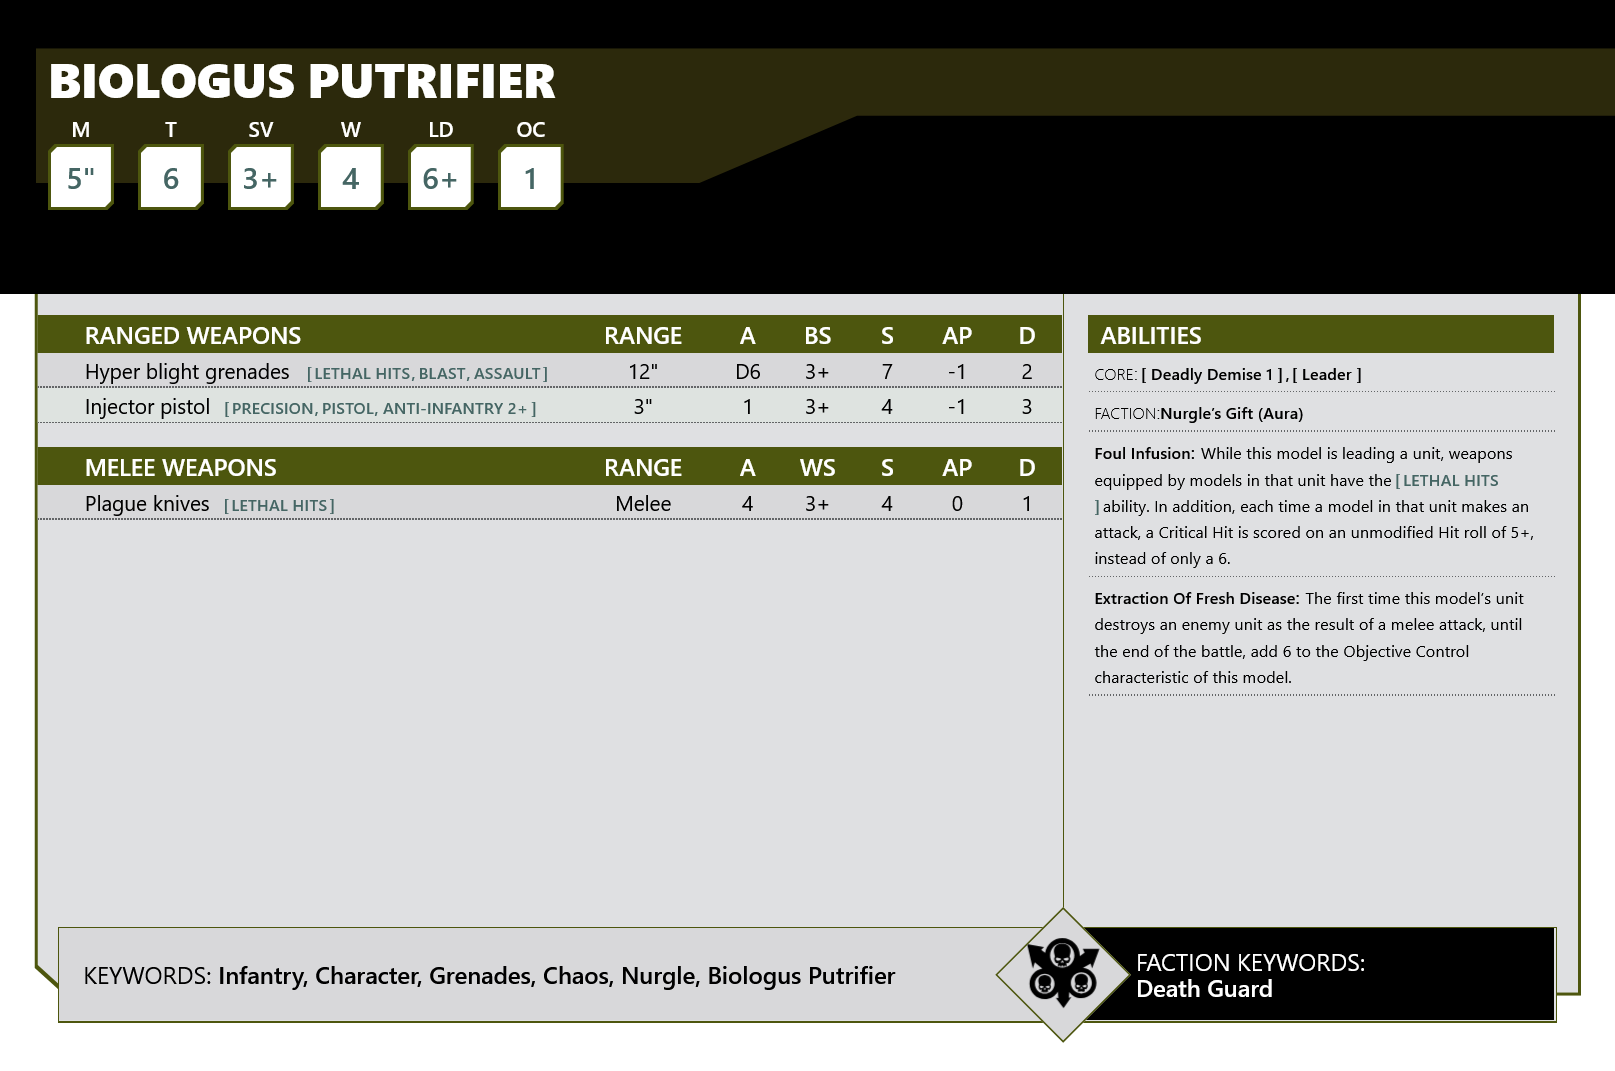 BIOLOGUS PUTRIFIER
M T SV W LD OC
5" 6 3+ 4 6+ 1
RANGED WEAPONS RANGE A BS S AP D
Hyper blight grenades [ LETHAL HITS, BLAST, ASSAULT ] 12" D6 3+ 7 -1 2
Injector pistol [ PRECISION, PISTOL, ANTI-INFANTRY 2+ ] 3" 1 3+ 4 -1 3
MELEE WEAPONS RANGE A WS S AP D
Plague knives [ LETHAL HITS ] Melee 4 3+ 4 0 1
ABILITIES
CORE: [ Deadly Demise 1 ] , [ Leader ]
FACTION:Nurgle’s Gift (Aura)
Foul Infusion: While this model is leading a unit, weapons
equipped by models in that unit have the [ LETHAL HITS
] ability. In addition, each time a model in that unit makes an
attack, a Critical Hit is scored on an unmodified Hit roll of 5+,
instead of only a 6.
Extraction Of Fresh Disease: The first time this model’s unit
destroys an enemy unit as the result of a melee attack, until
the end of the battle, add 6 to the Objective Control
characteristic of this model.
KEYWORDS: Infantry, Character, Grenades, Chaos, Nurgle, Biologus Putrifier
FACTION KEYWORDS:
Death Guard